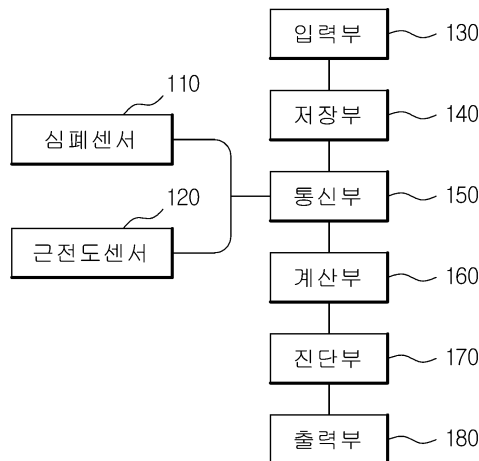 입력부 130
110
심폐센서
저장부 140
120
통신부 150
근전도센서
계산부 160
진단부 170
출력부 180